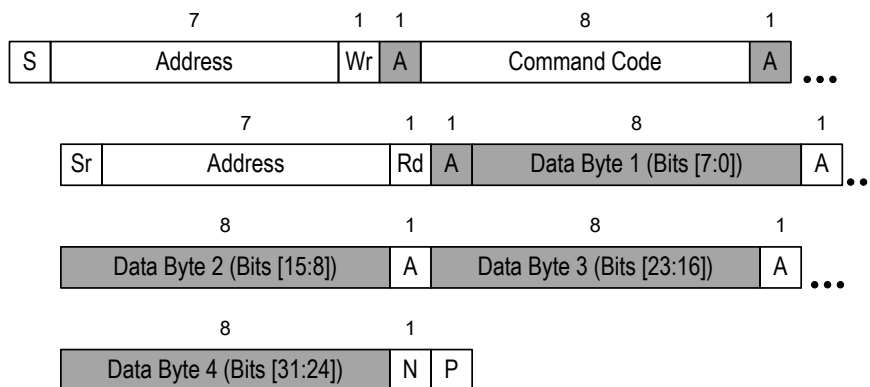 7 1 1 8 1
S Address Wr A Command Code A ...
7 1 1 8 1
Sr Address Rd A Data Byte 1 (Bits [7:0]) A ..
8 1 8 1
Data Byte 2 (Bits [15:8]) A Data Byte 3 (Bits [23:16]) A ...
8 1
Data Byte 4 (Bits [31:24]) N P